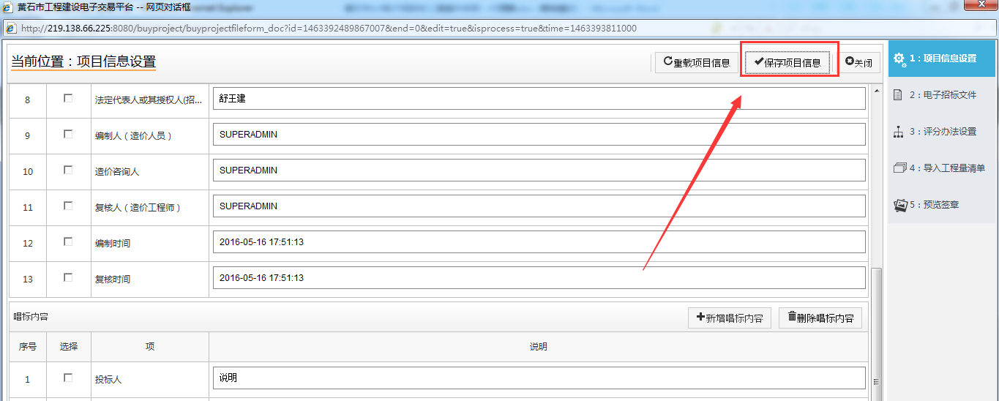 黄石市工程建设电子交易平台 -- 网页对话框
http://219.138.66.225:8080/buyproject/buyprojectfileform_doc?id=1463392489867007&end=0&edit=true&isprocess=true&time=1463393811000
当前位置：项目信息设置
重载项目信息 保存项目信息 关闭
1：项目信息设置
2：电子招标文件
3：评分办法设置
4：导入工程量清单
5：预览签章
8 法定代表人或其授权人(招... 舒王建
9 编制人（造价人员） SUPERADMIN
10 造价咨询人 SUPERADMIN
11 复核人（造价工程师） SUPERADMIN
12 编制时间 2016-05-16 17:51:13
13 复核时间 2016-05-16 17:51:13
唱标内容 新增唱标内容 删除唱标内容
序号 选择 项 说明
1 投标人 说明